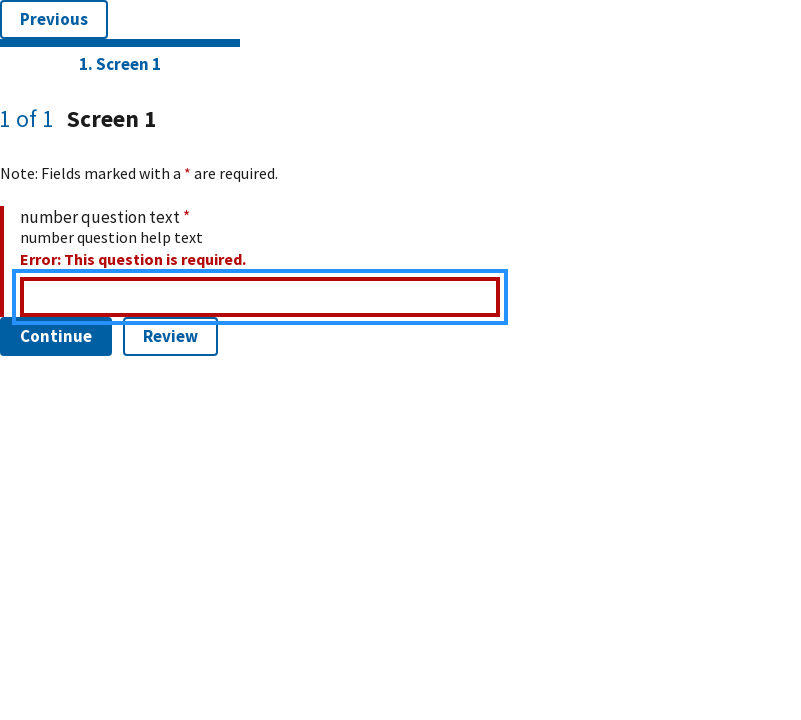 Previous
1. Screen 1
1 of 1 Screen 1
Note: Fields marked with a * are required.
number question text *
number question help text
Error: This question is required.
Continue Review